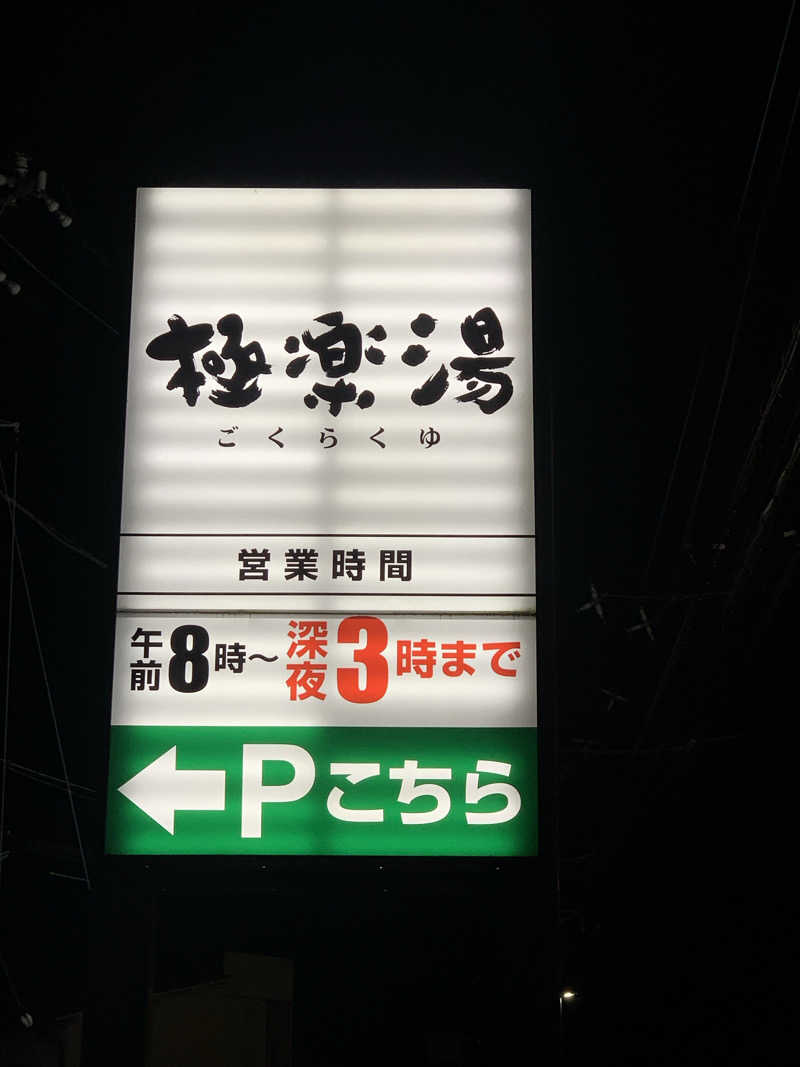 極楽湯
ごくらくゆ
営業時間
午前8時～深夜3時まで
←Pこちら